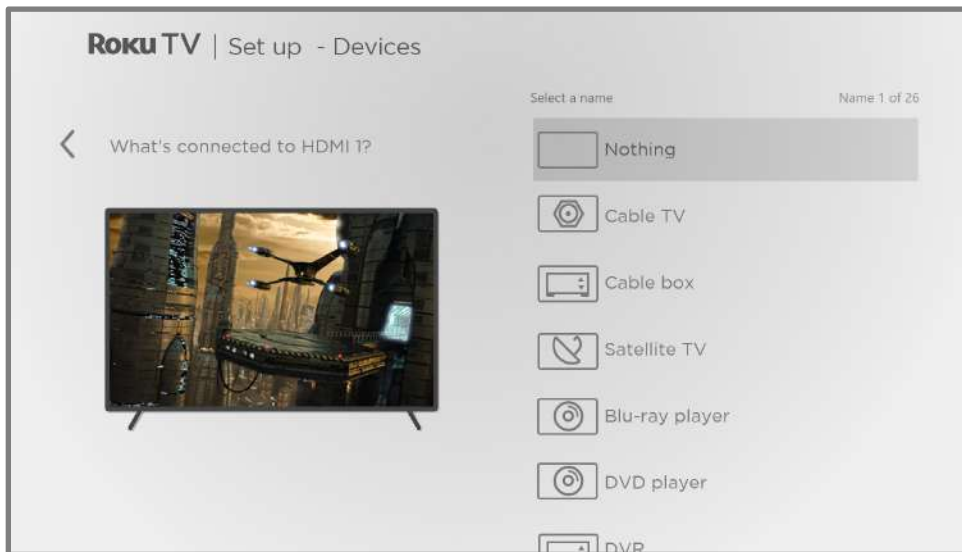 Roku TV | Set up - Devices
Select a name
Name 1 of 26
What's connected to HDMI 1?
Nothing
Cable TV
Cable box
Satellite TV
Blu-ray player
DVD player
DVR